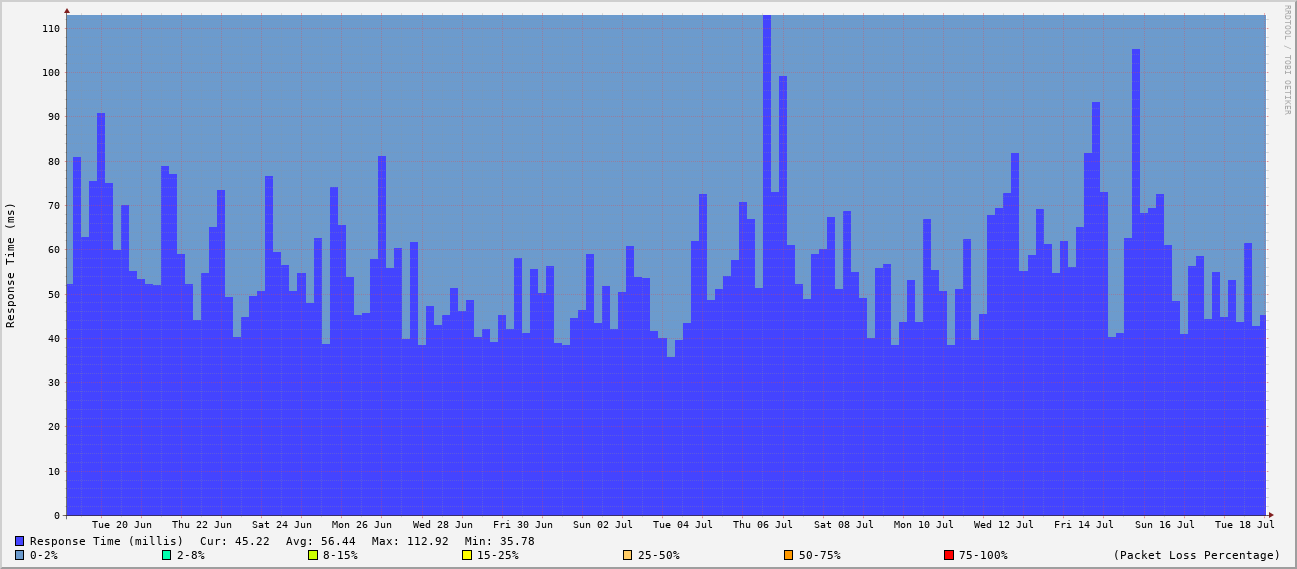 RRDTOOL / TOBI OETIKER
Response Time (ms)
110
100
90
80
70
60
50
40
30
20
10
0
Tue 20 Jun Thu 22 Jun Sat 24 Jun Mon 26 Jun Wed 28 Jun Fri 30 Jun Sun 02 Jul Tue 04 Jul Thu 06 Jul Sat 08 Jul Mon 10 Jul Wed 12 Jul Fri 14 Jul Sun 16 Jul Tue 18 Jul
Response Time (millis) Cur: 45.22 Avg: 56.44 Max: 112.92 Min: 35.78
0-2% 2-8% 8-15% 15-25% 25-50% 50-75% 75-100% (Packet Loss Percentage)